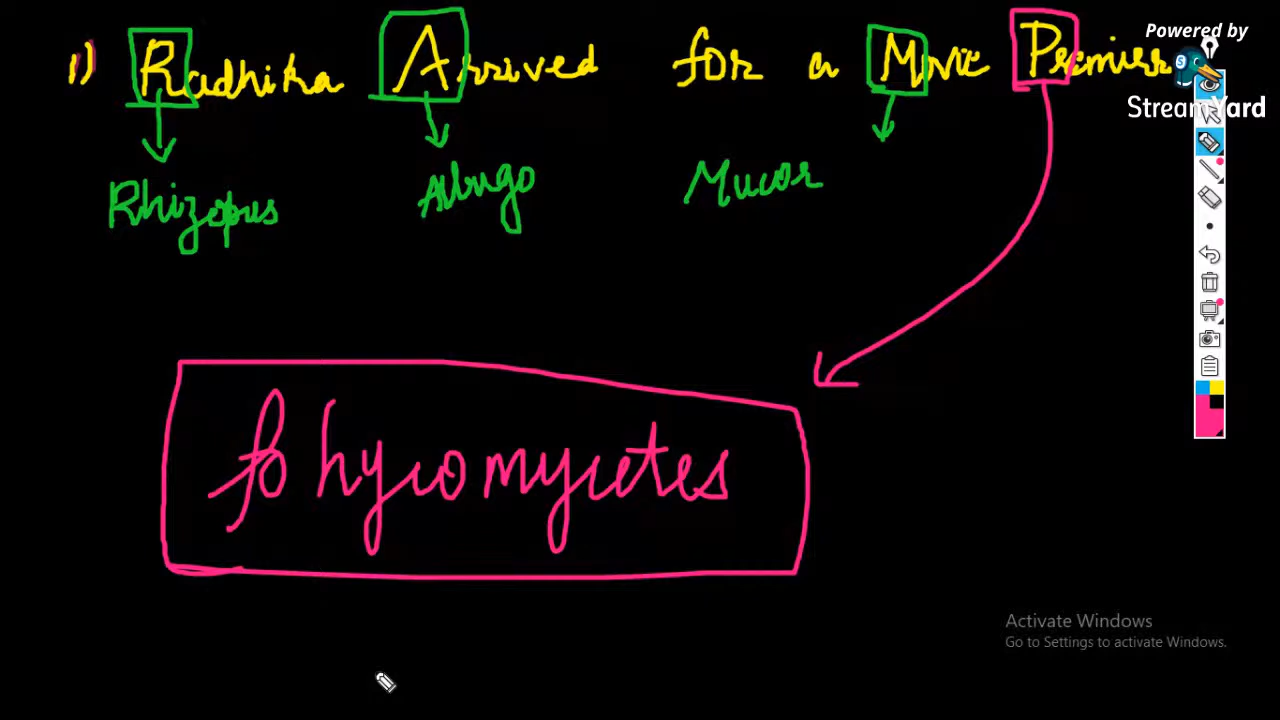 1) Radhika Arrived for a Movie Premier
Powered by
StreamYard
Rhizopus Albugo Mucor
Phycomycetes
Activate Windows
Go to Settings to activate Windows.